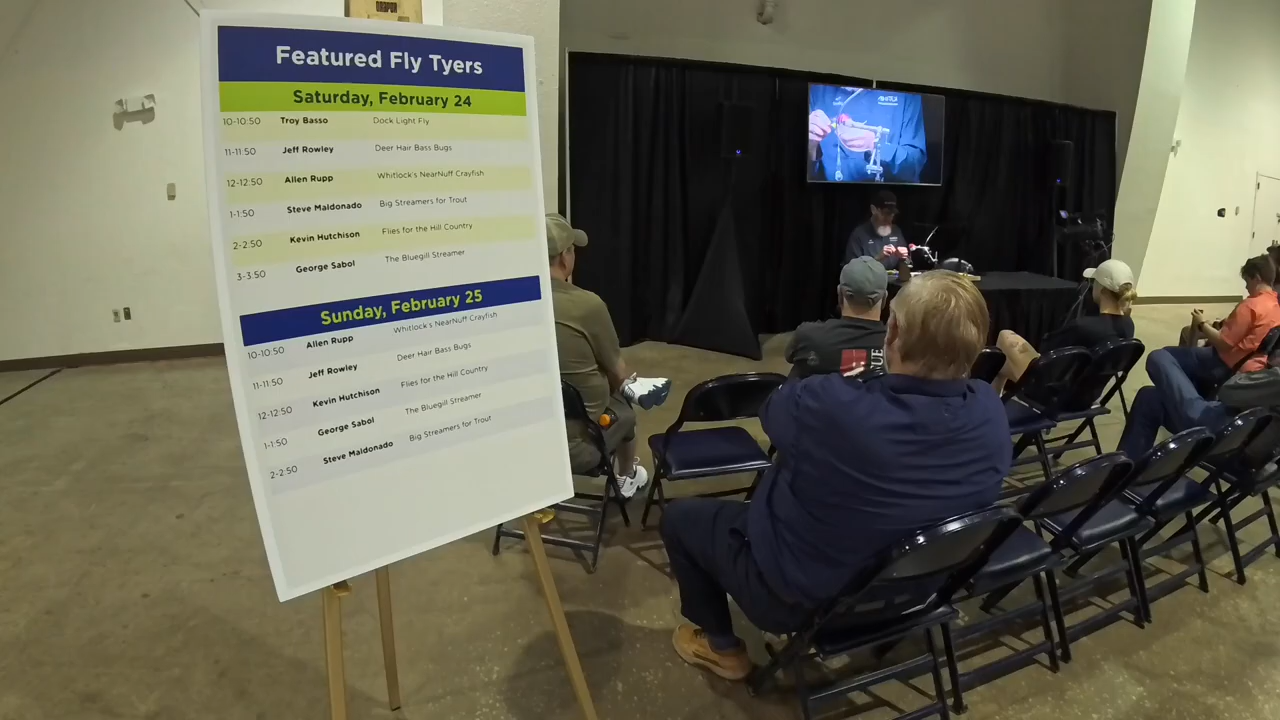 Featured Fly Tyers
Saturday, February 24
10-10:50 Troy Basso Dock Light Fly
11-11:50 Jeff Rowley Deer Hair Bass Bugs
12-12:50 Allen Rupp Whitlock's NearNuff Crayfish
1-1:50 Steve Maldonado Big Streamers for Trout
2-2:50 Kevin Hutchison Flies for the Hill Country
3-3:50 George Sabol The Bluegill Streamer
Sunday, February 25
10-10:50 Allen Rupp Whitlock's NearNuff Crayfish
11-11:50 Jeff Rowley Deer Hair Bass Bugs
12-12:50 Kevin Hutchison Flies for the Hill Country
1-1:50 George Sabol The Bluegill Streamer
2-2:50 Steve Maldonado Big Streamers for Trout